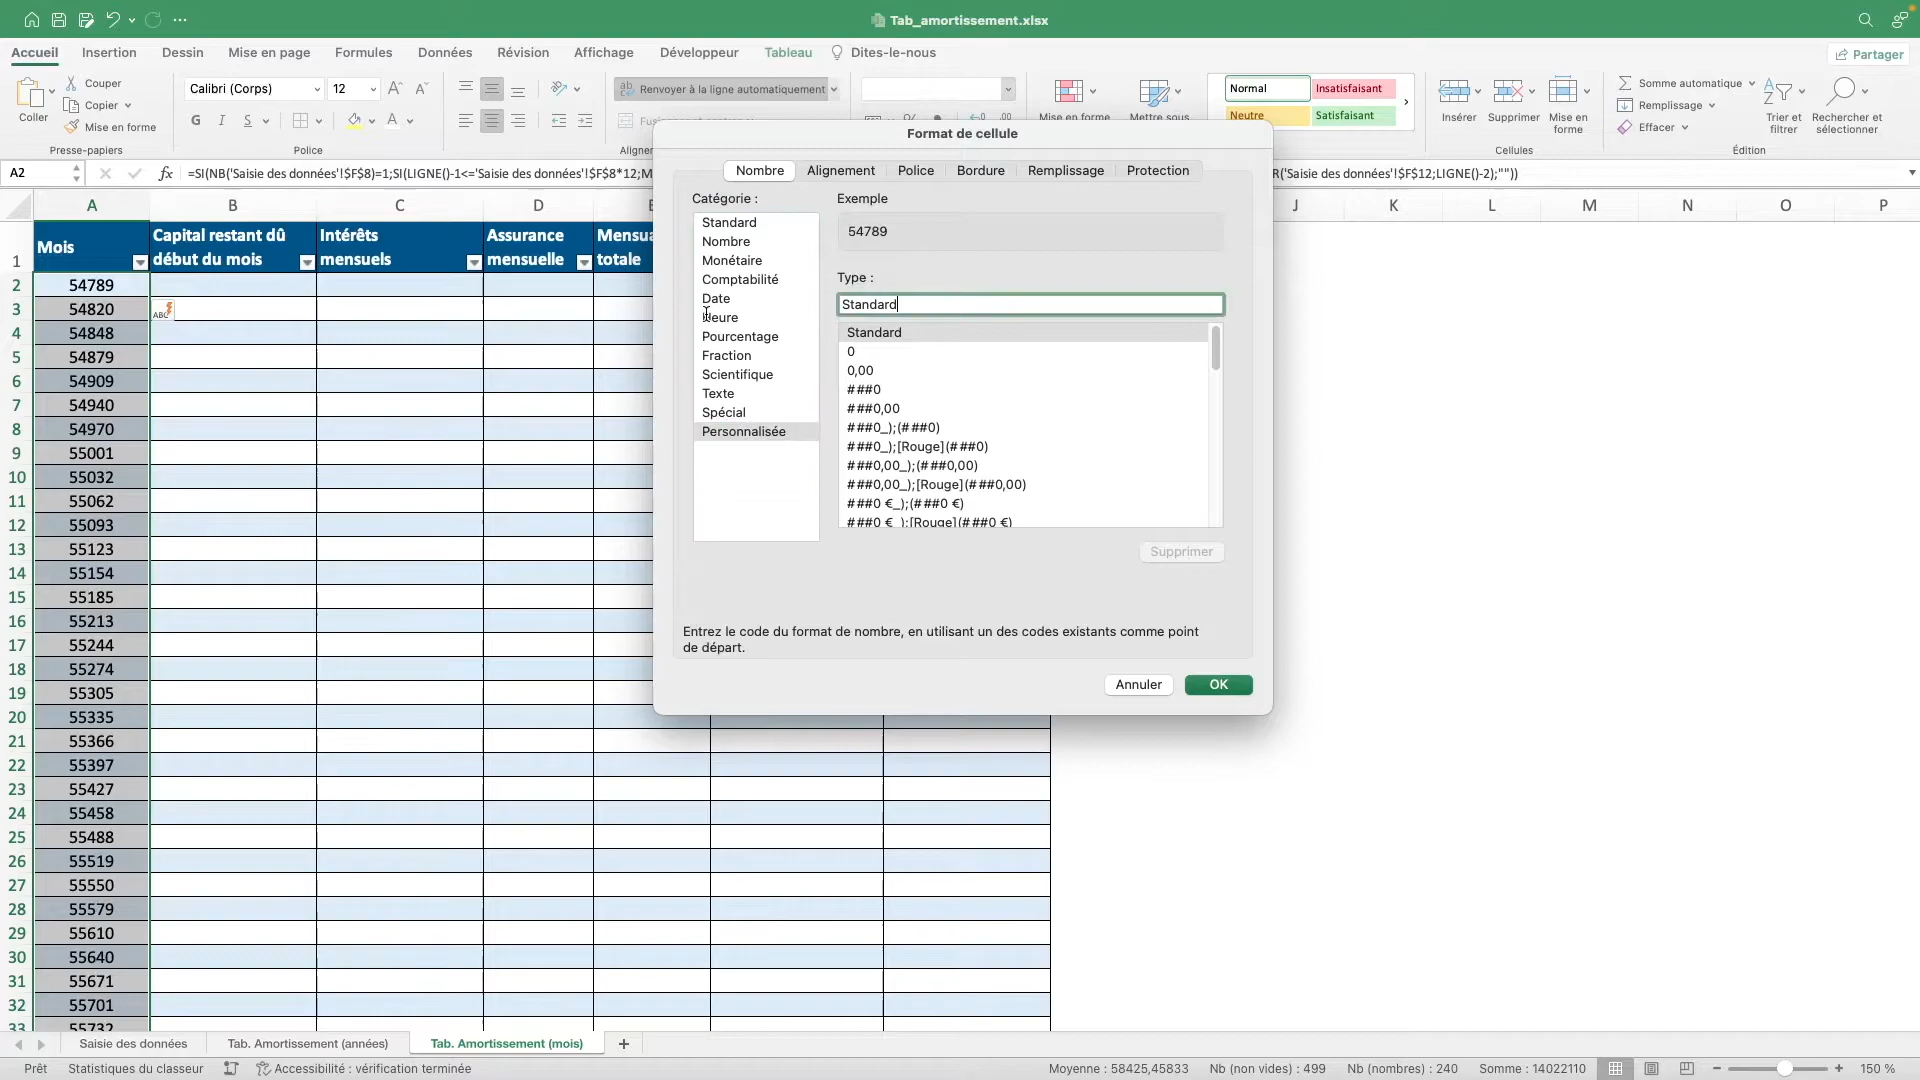 Tab_amortissement.xlsx
Accueil Insertion Dessin Mise en page Formules Données Révision Affichage Développeur Tableau Dites-le-nous Partager
Coller
Couper
Copier
Mise en forme
Presse-papiers
Calibri (Corps) 12
G I S
Police
Renvoyer à la ligne automatiquement
Mise en forme
Mettre sous
Normal Insatisfaisant
Neutre Satisfaisant
Insérer Supprimer Mise en
forme
Cellules
Somme automatique
Remplissage
Effacer
Trier et
filtrer
Rechercher et
sélectionner
Édition
A2 fx =SI(NB('Saisie des données'!$F$8)=1;SI(LIGNE()-1<='Saisie des données'!$F$8*12;M
R('Saisie des données'!$F$12;LIGNE()-2);""))
A B C D E J K L M N O P
1 Mois
Capital restant dû
début du mois
Intérêts
mensuels
Assurance
mensuelle
totale
2 54789
3 54820
4 54848
5 54879
6 54909
7 54940
8 54970
9 55001
10 55032
11 55062
12 55093
13 55123
14 55154
15 55185
16 55213
17 55244
18 55274
19 55305
20 55335
21 55366
22 55397
23 55427
24 55458
25 55488
26 55519
27 55550
28 55579
29 55610
30 55640
31 55671
32 55701
33 55732
Format de cellule
Nombre Alignement Police Bordure Remplissage Protection
Catégorie :
Standard
Nombre
Monétaire
Comptabilité
Date
Heure
Pourcentage
Fraction
Scientifique
Texte
Spécial
Personnalisée
Exemple
54789
Type :
Standard
Standard
0
0,00
# ##0
# ##0,00
# ##0_);(# ##0)
# ##0_);[Rouge](# ##0)
# ##0,00_);(# ##0,00)
# ##0,00_);[Rouge](# ##0,00)
# ##0 €_);(# ##0 €)
# ##0 €_);[Rouge](# ##0 €)
Supprimer
Entrez le code du format de nombre, en utilisant un des codes existants comme point
de départ.
Annuler OK
Saisie des données Tab. Amortissement (années) Tab. Amortissement (mois) +
Prêt Statistiques du classeur Accessibilité : vérification terminée Moyenne : 58425,45833 Nb (non vides) : 499 Nb (nombres) : 240 Somme : 14022110 150 %